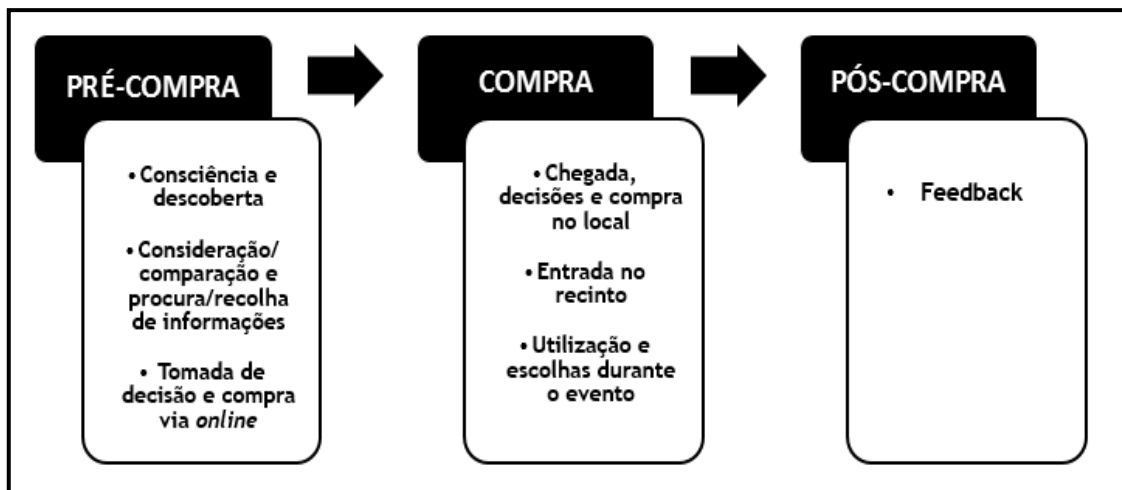 PRÉ-COMPRA
• Consciência e
descoberta
• Consideração/
comparação e
procura/recolha
de informações
• Tomada de
decisão e compra
via online
COMPRA
• Chegada,
decisões e compra
no local
• Entrada no
recinto
• Utilização e
escolhas durante
o evento
PÓS-COMPRA
• Feedback